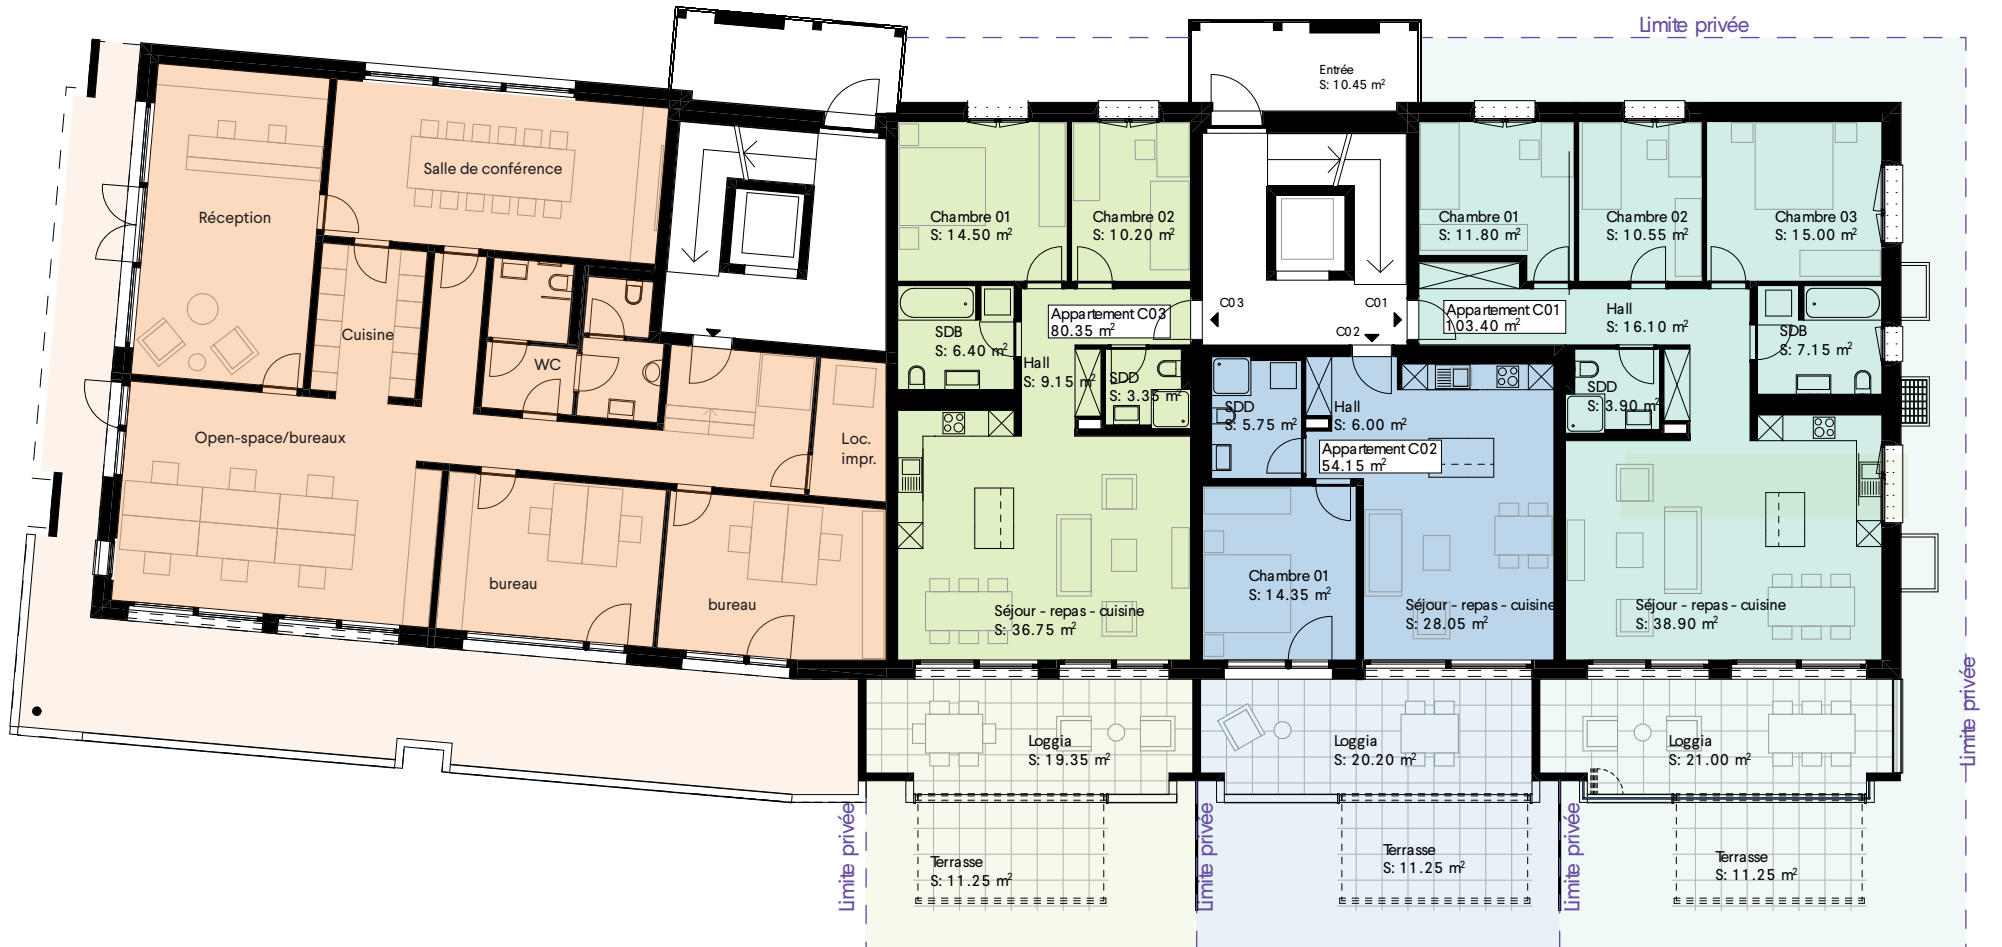 Limite privée
Entrée
S: 10.45 m²
Salle de conférence
Réception
Cuisine
WC
Open-space/bureaux
Loc.
impr.
bureau
bureau
Chambre 01
S: 14.50 m²
Chambre 02
S: 10.20 m²
SDB
S: 6.40 m²
Appartement C03
80.35 m²
Hall
S: 9.15 m²
SDD
S: 3.35 m²
Séjour - repas - cuisine
S: 36.75 m²
Loggia
S: 19.35 m²
Terrasse
S: 11.25 m²
C03
C01
C02
SDD
S: 5.75 m²
Hall
S: 6.00 m²
Appartement C02
54.15 m²
Chambre 01
S: 14.35 m²
Séjour - repas - cuisine
S: 28.05 m²
Loggia
S: 20.20 m²
Terrasse
S: 11.25 m²
Chambre 01
S: 11.80 m²
Chambre 02
S: 10.55 m²
Chambre 03
S: 15.00 m²
Appartement C01
103.40 m²
Hall
S: 16.10 m²
SDB
S: 7.15 m²
SDD
S: 3.90 m²
Séjour - repas - cuisine
S: 38.90 m²
Loggia
S: 21.00 m²
Terrasse
S: 11.25 m²
Limite privée
Limite privée
Limite privée
Limite privée